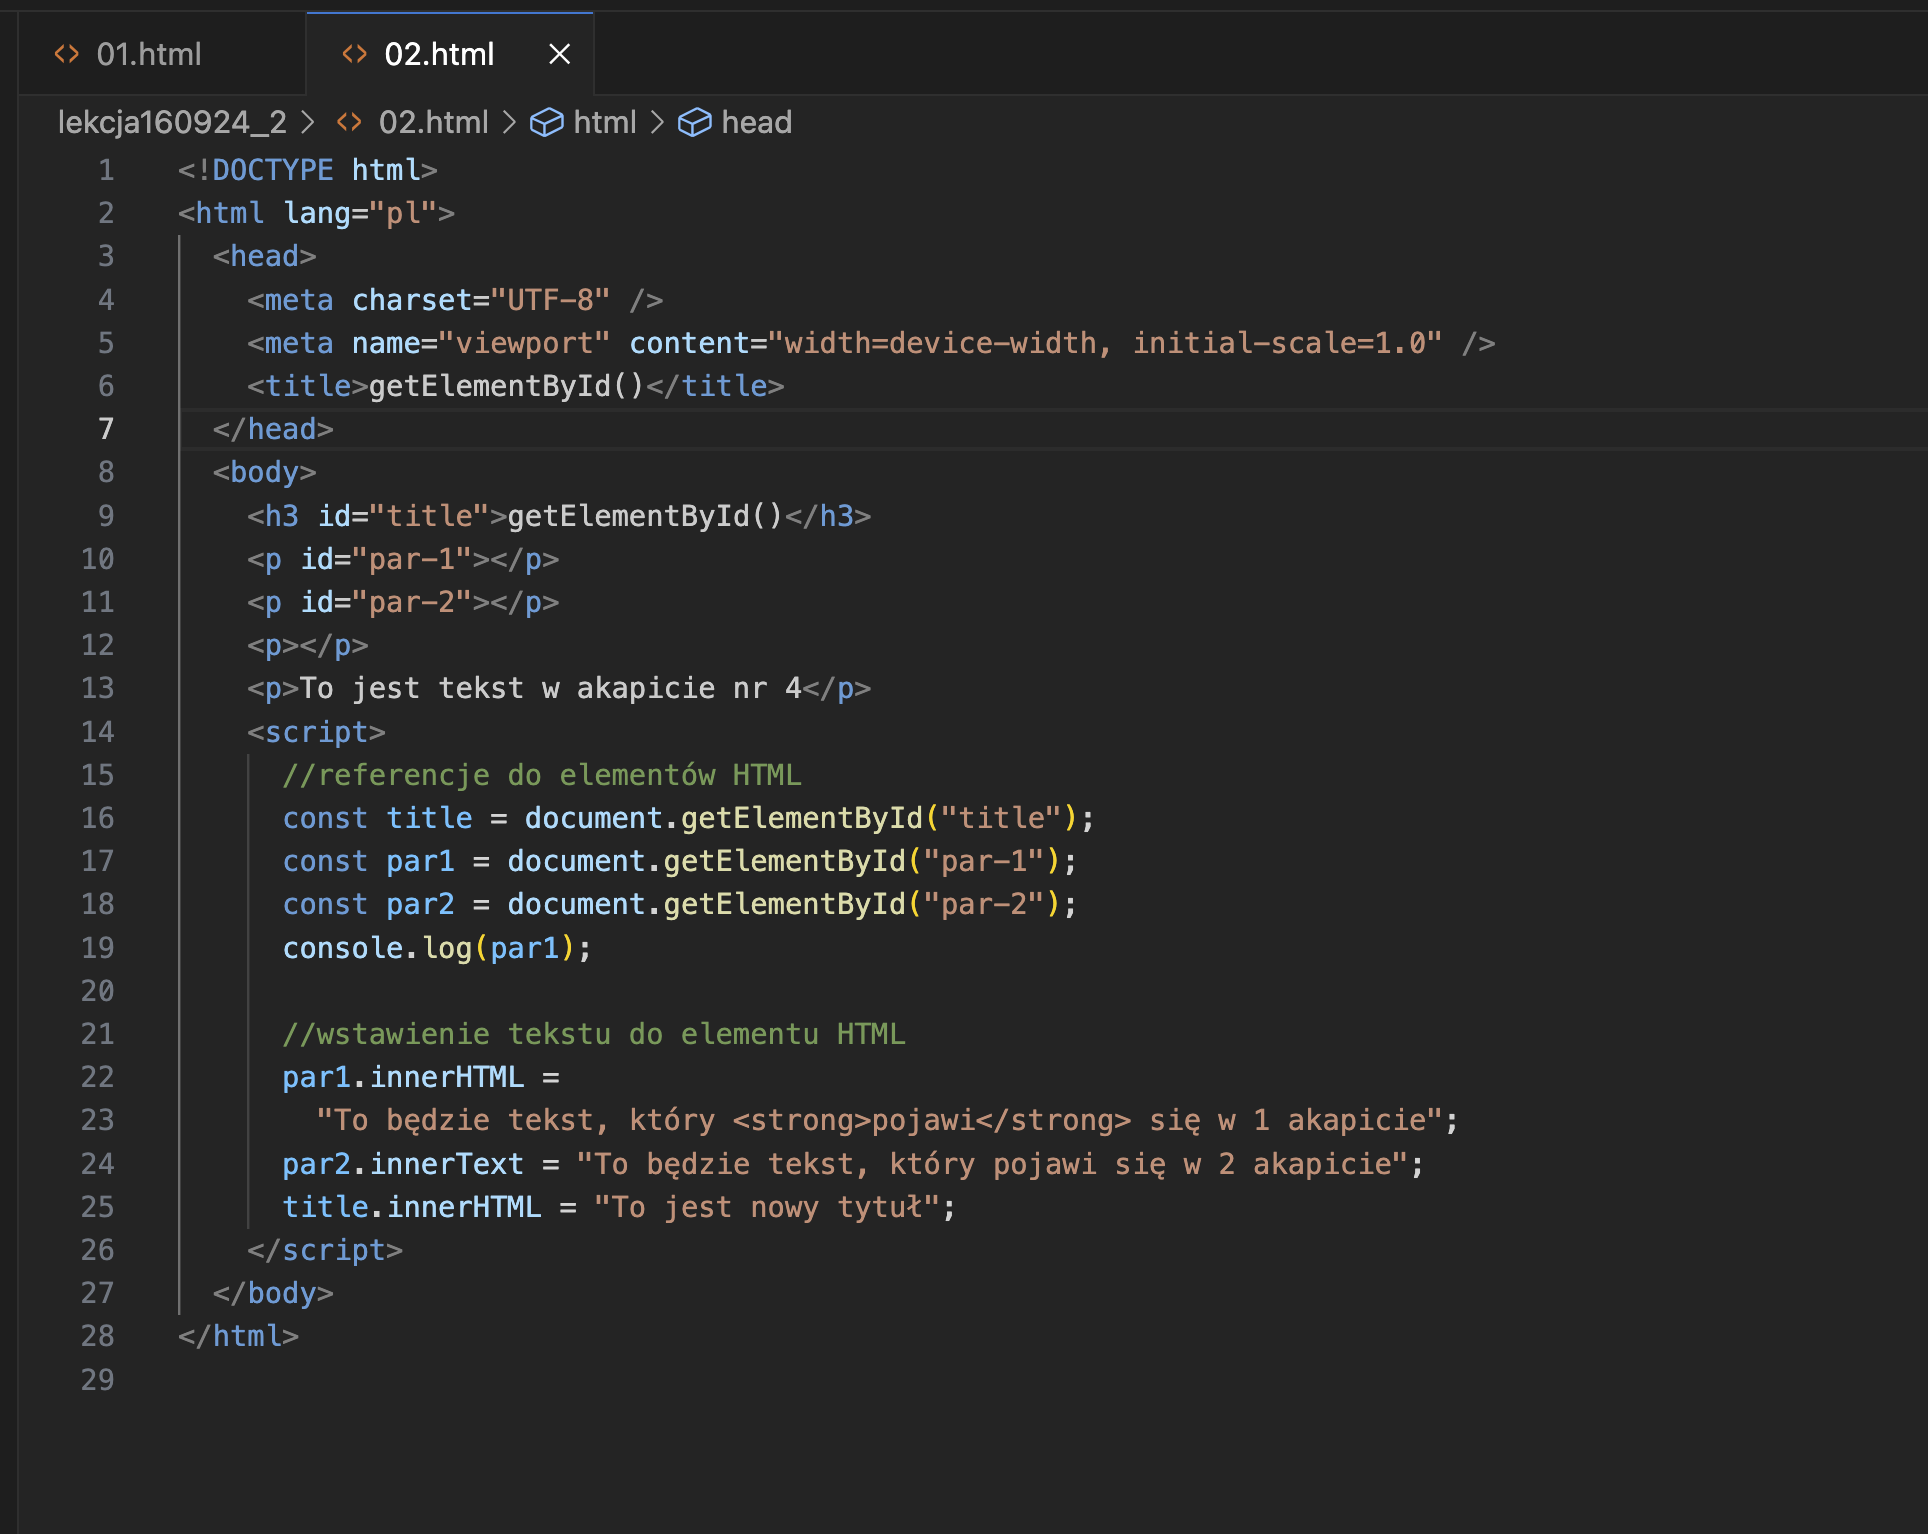 01.html
02.html
lekcja160924_2 > 02.html > html > head
1 <!DOCTYPE html>
2 <html lang="pl">
3   <head>
4     <meta charset="UTF-8" />
5     <meta name="viewport" content="width=device-width, initial-scale=1.0" />
6     <title>getElementById()</title>
7   </head>
8   <body>
9     <h3 id="title">getElementById()</h3>
10     <p id="par-1"></p>
11     <p id="par-2"></p>
12     <p></p>
13     <p>To jest tekst w akapicie nr 4</p>
14     <script>
15       //referencje do elementów HTML
16       const title = document.getElementById("title");
17       const par1 = document.getElementById("par-1");
18       const par2 = document.getElementById("par-2");
19       console.log(par1);
20
21       //wstawienie tekstu do elementu HTML
22       par1.innerHTML =
23         "To będzie tekst, który <strong>pojawi</strong> się w 1 akapicie";
24       par2.innerText = "To będzie tekst, który pojawi się w 2 akapicie";
25       title.innerHTML = "To jest nowy tytuł";
26     </script>
27   </body>
28 </html>
29